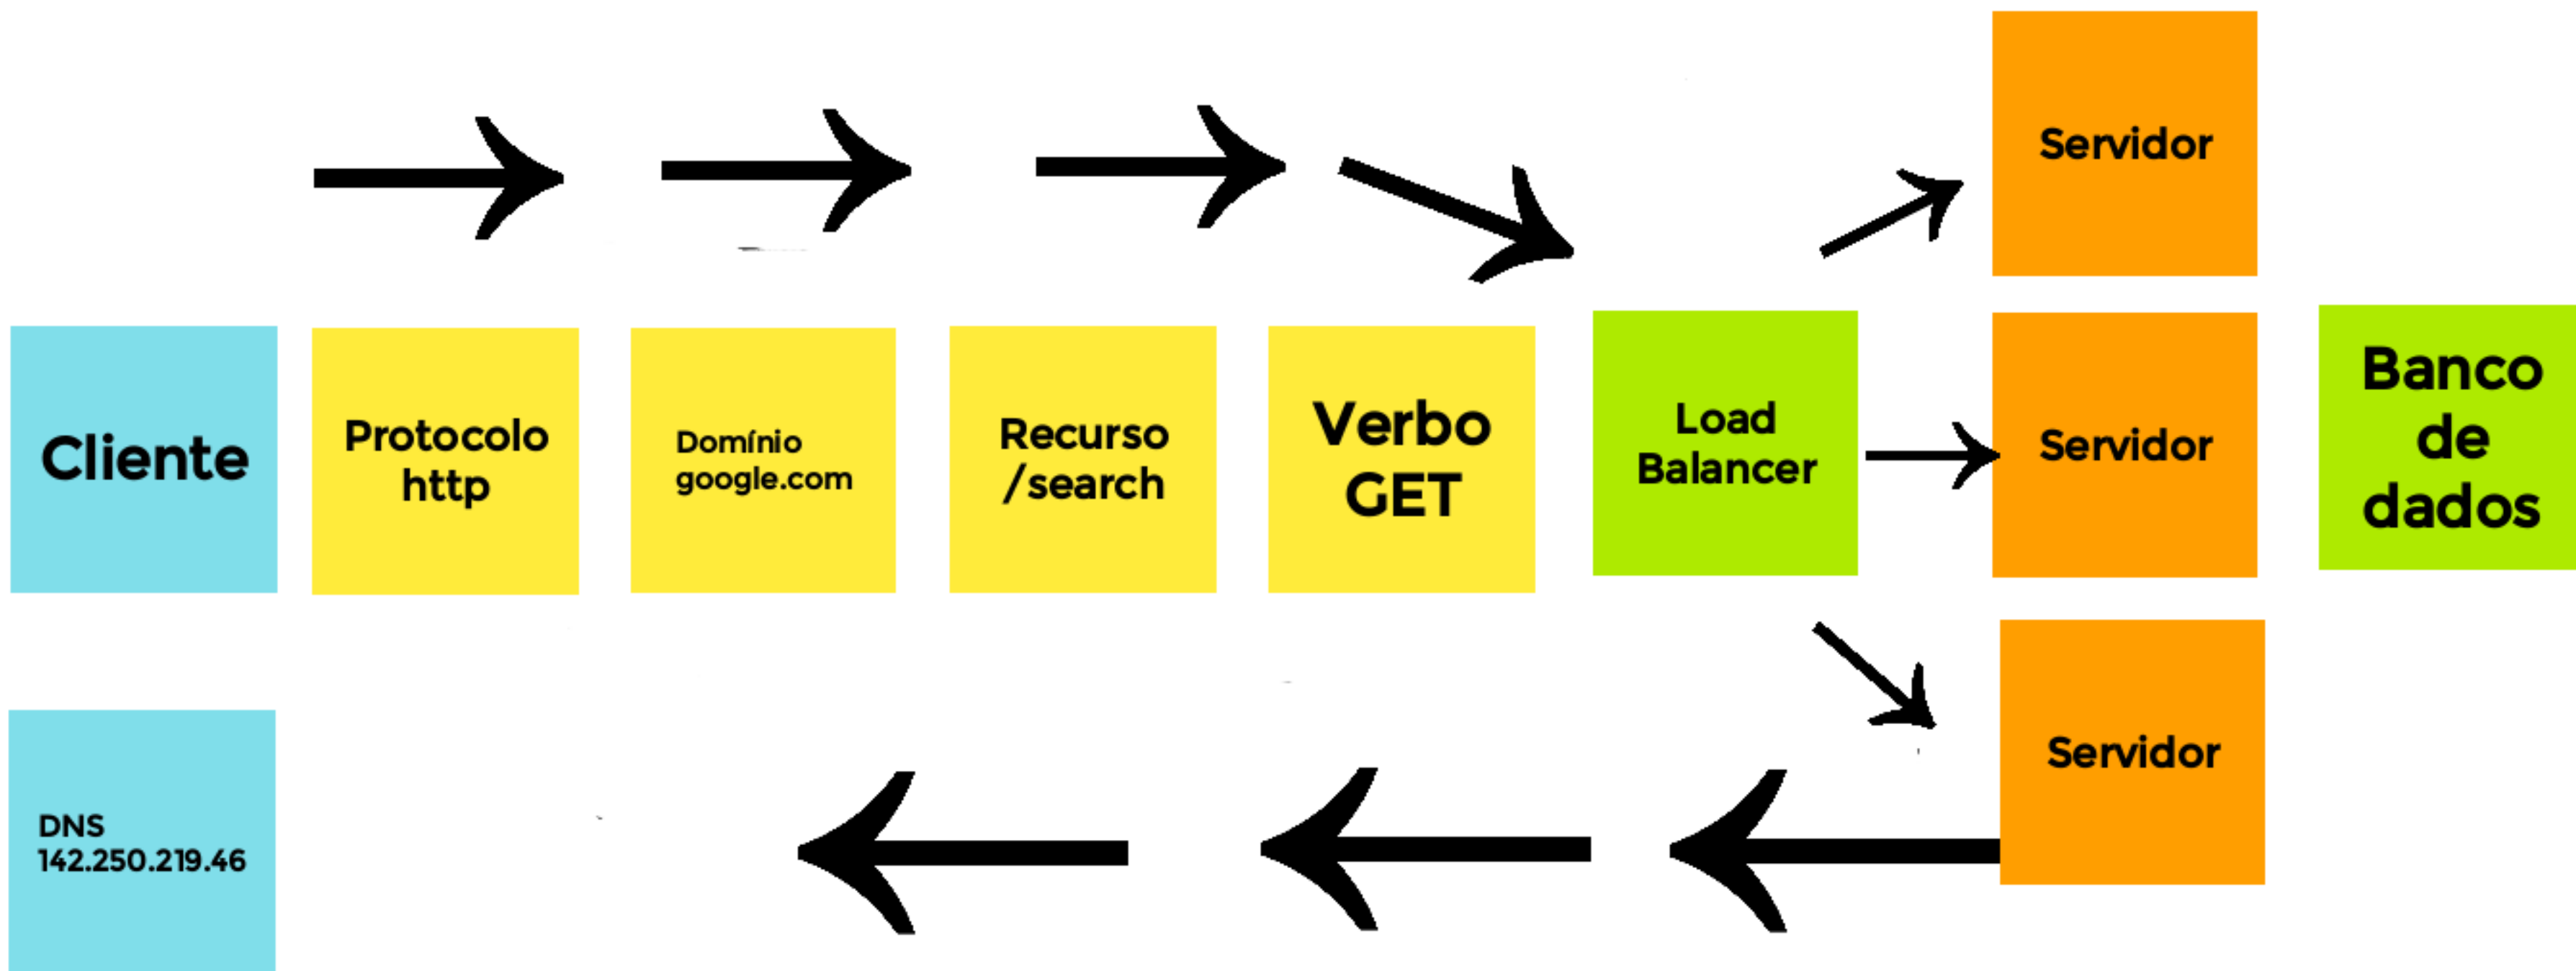 Servidor
Cliente
Protocolo
http
Domínio
google.com
Recurso
/search
Verbo
GET
Load
Balancer
Servidor
Banco
de
dados
Servidor
DNS
142.250.219.46